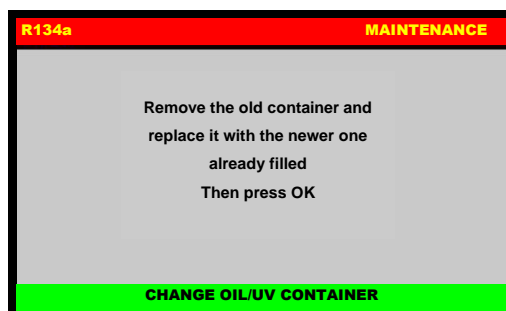 R134a MAINTENANCE
Remove the old container and
replace it with the newer one
already filled
Then press OK
CHANGE OIL/UV CONTAINER